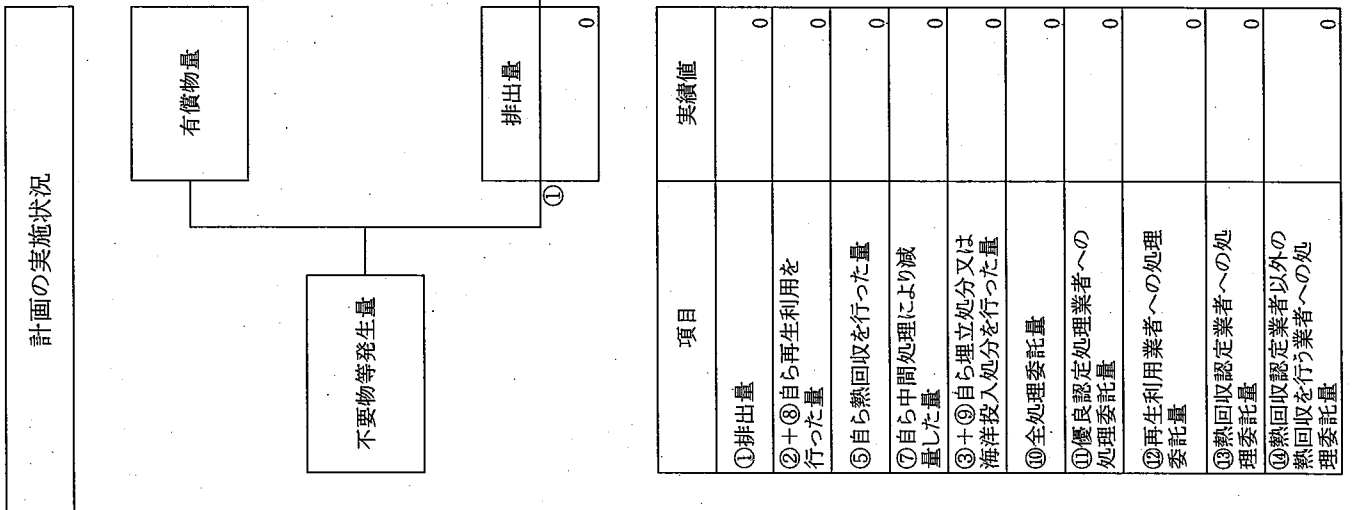 計画の実施状況
有償物量
不要物等発生量
①
排出量
0
項目
実績値
①排出量
0
②+⑧自ら再生利用を
行った量
0
⑤自ら熱回収を行った量
0
⑦自ら中間処理により減
量した量
0
③+⑨自ら埋立処分又は
海洋投入処分を行った量
0
⑩全処理委託量
0
⑪優良認定処理業者への
処理委託量
0
⑫再生利用業者への処理
委託量
0
⑬熱回収認定業者への処
理委託量
0
⑭熱回収認定業者以外の
熱回収を行う業者への処
理委託量
0